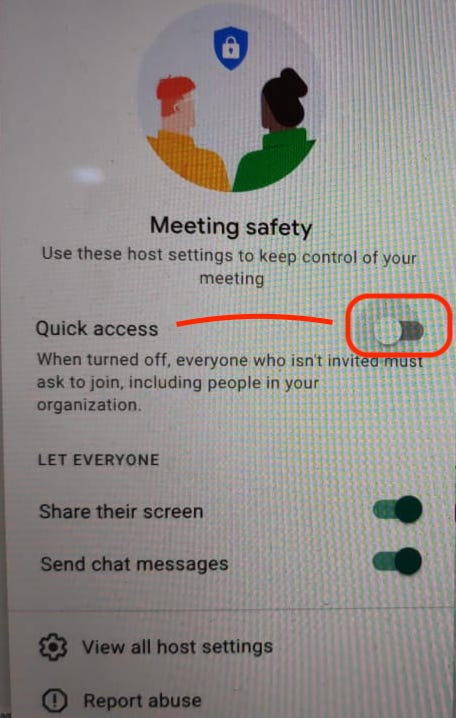 Meeting safety
Use these host settings to keep control of your
meeting
Quick access
When turned off, everyone who isn't invited must
ask to join, including people in your
organization.
LET EVERYONE
Share their screen
Send chat messages
View all host settings
Report abuse